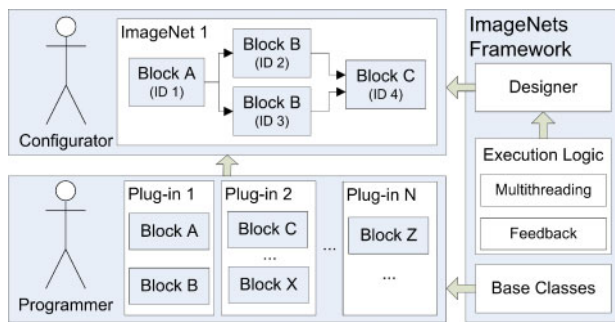 ImageNet 1
Block A
(ID 1)
Block B
(ID 2)
Block B
(ID 3)
Block C
(ID 4)
Configurator
ImageNets
Framework
Designer
Execution Logic
Multithreading
Feedback
Base Classes
Plug-in 1
Block A
Block B
Plug-in 2
Block C
...
Block X
...
Plug-in N
Block Z
...
Programmer